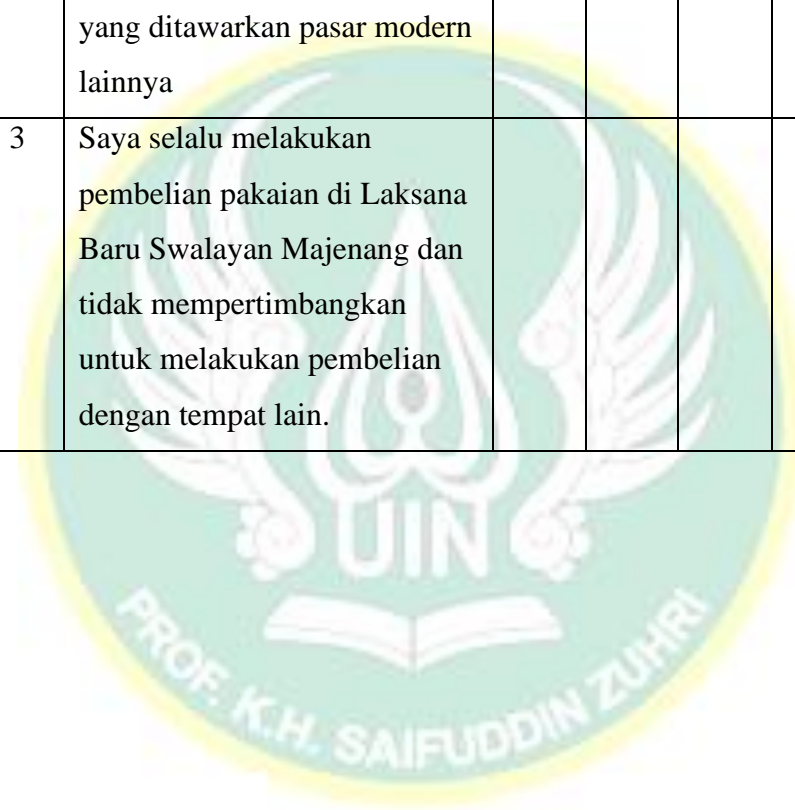 yang ditawarkan pasar modern
lainnya
3 Saya selalu melakukan
pembelian pakaian di Laksana
Baru Swalayan Majenang dan
tidak mempertimbangkan
untuk melakukan pembelian
dengan tempat lain.
UIN
PROF. K.H. SAIFUDDIN ZUHRI